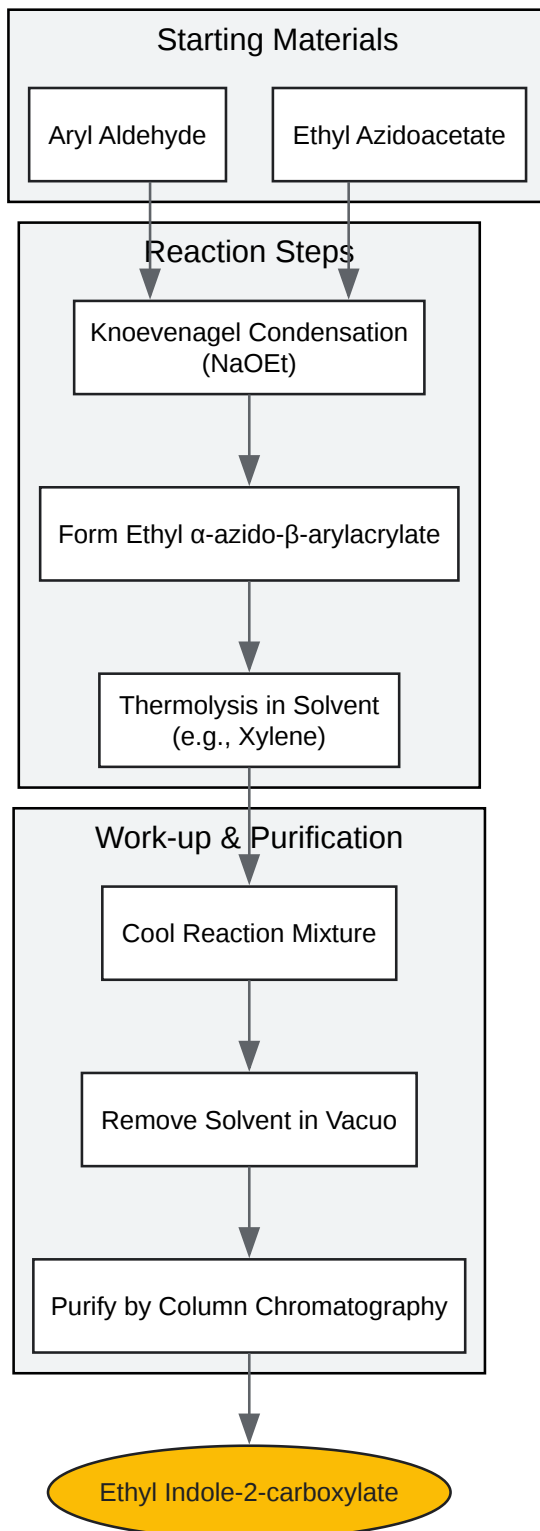 Starting Materials
Aryl Aldehyde
Ethyl Azidoacetate
Reaction Steps
Knoevenagel Condensation
(NaOEt)
Form Ethyl α-azido-β-arylacrylate
Thermolysis in Solvent
(e.g., Xylene)
Work-up & Purification
Cool Reaction Mixture
Remove Solvent in Vacuo
Purify by Column Chromatography
Ethyl Indole-2-carboxylate